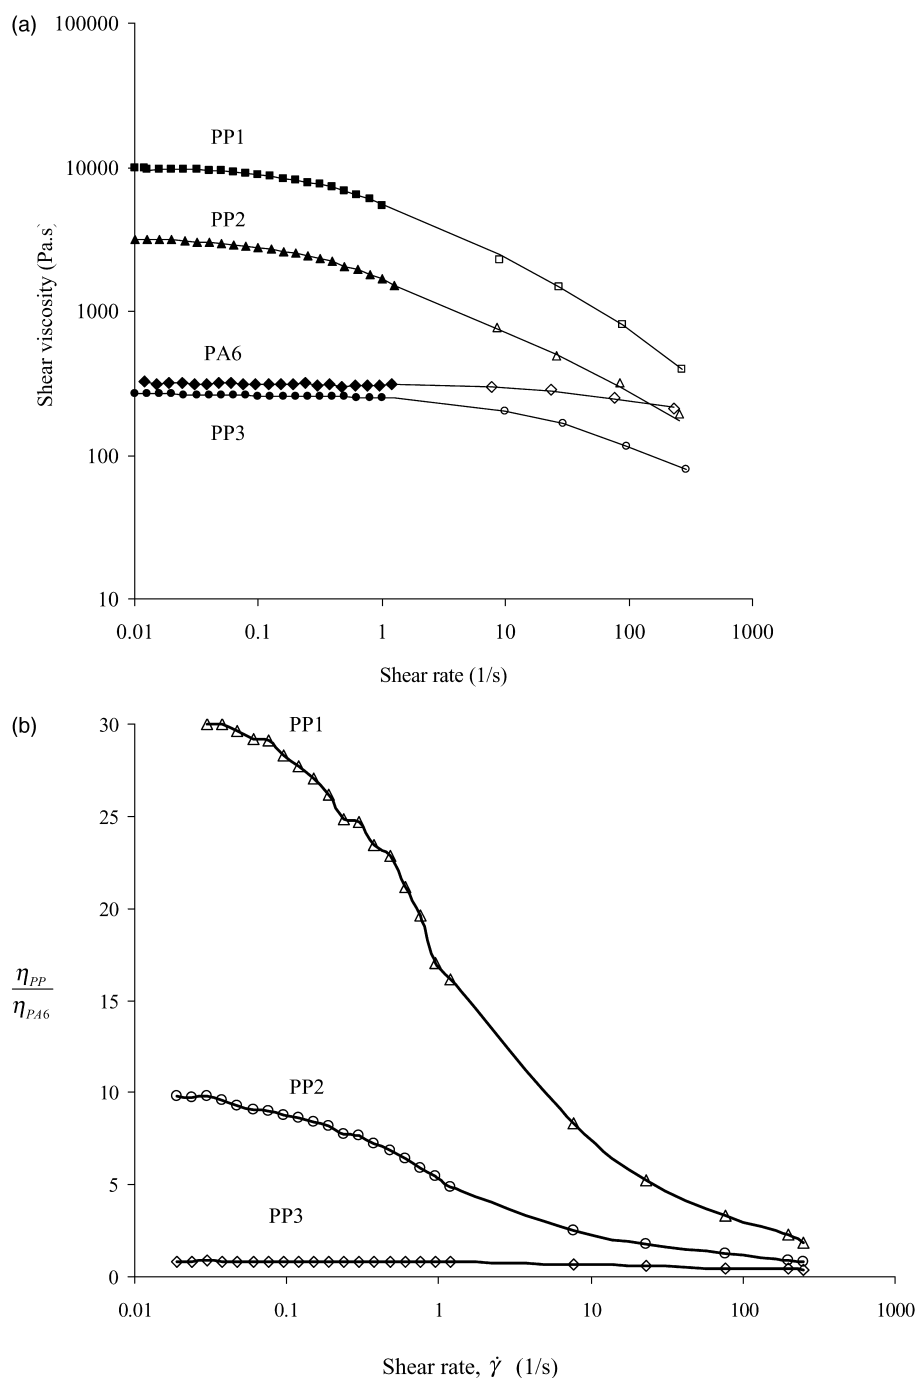 (a)
100000
10000
1000
100
10
Shear viscosity (Pa.s)
PP1
PP2
PA6
PP3
0.01 0.1 1 10 100 1000
Shear rate (1/s)
(b)
30
25
20
15
10
5
0
η_PP
η_PA6
PP1
PP2
PP3
0.01 0.1 1 10 100 1000
Shear rate, γ̇ (1/s)